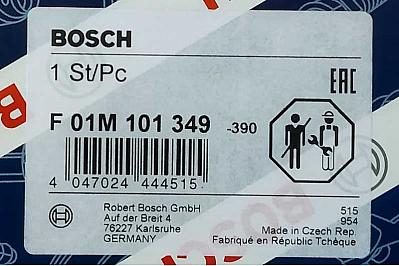 BOSCH
1 St/Pc
EAC
F 01M 101 349 -390
4 047024 444515
Robert Bosch GmbH
Auf der Breit 4
76227 Karlsruhe
GERMANY
515
954
Made in Czech Rep.
Fabriqué en République Tchèque
BOSCH